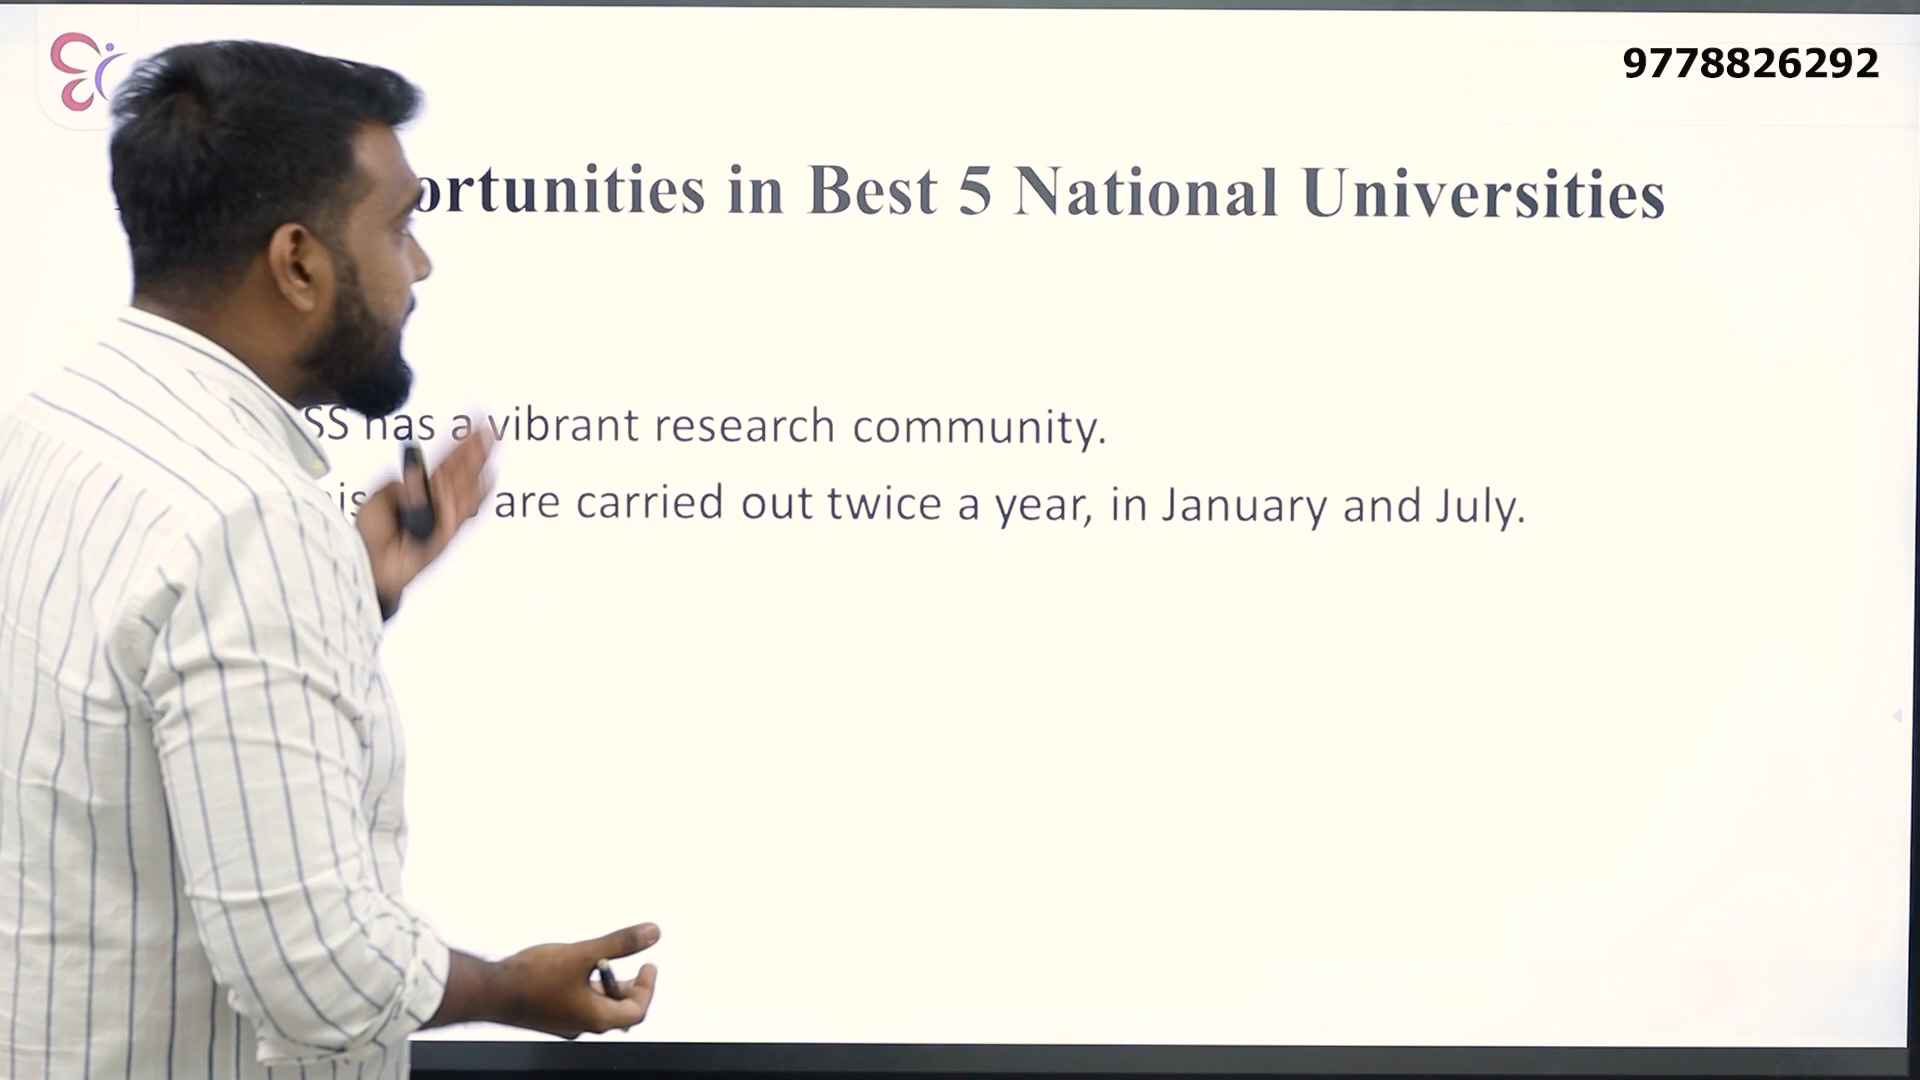 9778826292
ortunities in Best 5 National Universities
SS has a vibrant research community.
are carried out twice a year, in January and July.